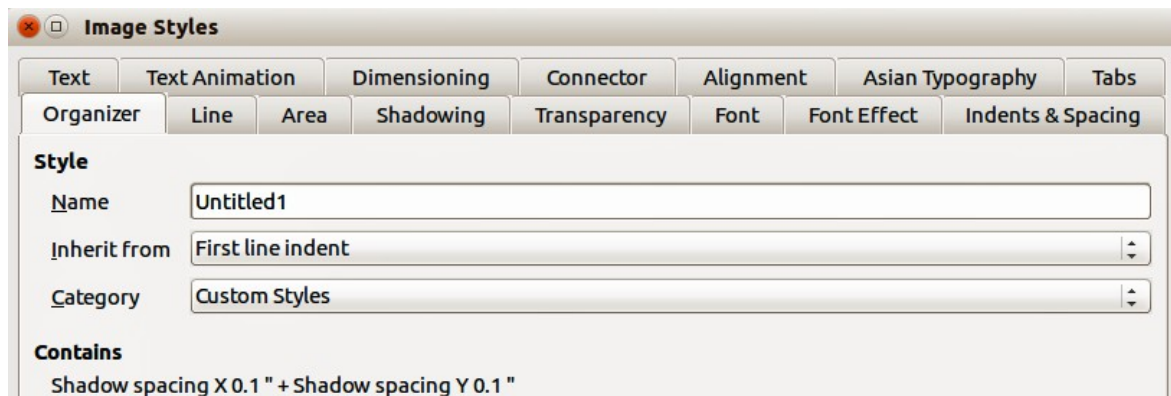 Image Styles
Text Text Animation Dimensioning Connector Alignment Asian Typography Tabs
Organizer Line Area Shadowing Transparency Font Font Effect Indents & Spacing
Style
Name Untitled1
Inherit from First line indent
Category Custom Styles
Contains
Shadow spacing X 0.1 " + Shadow spacing Y 0.1 "